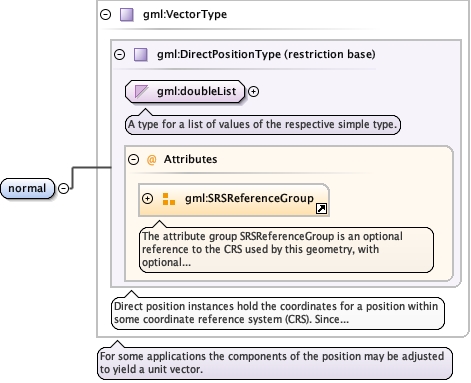 gml:VectorType
gml:DirectPositionType (restriction base)
gml:doubleList
A type for a list of values of the respective simple type.
@ Attributes
normal
gml:SRSReferenceGroup
The attribute group SRSReferenceGroup is an optional
reference to the CRS used by this geometry, with
optional...
Direct position instances hold the coordinates for a position within
some coordinate reference system (CRS). Since...
For some applications the components of the position may be adjusted
to yield a unit vector.